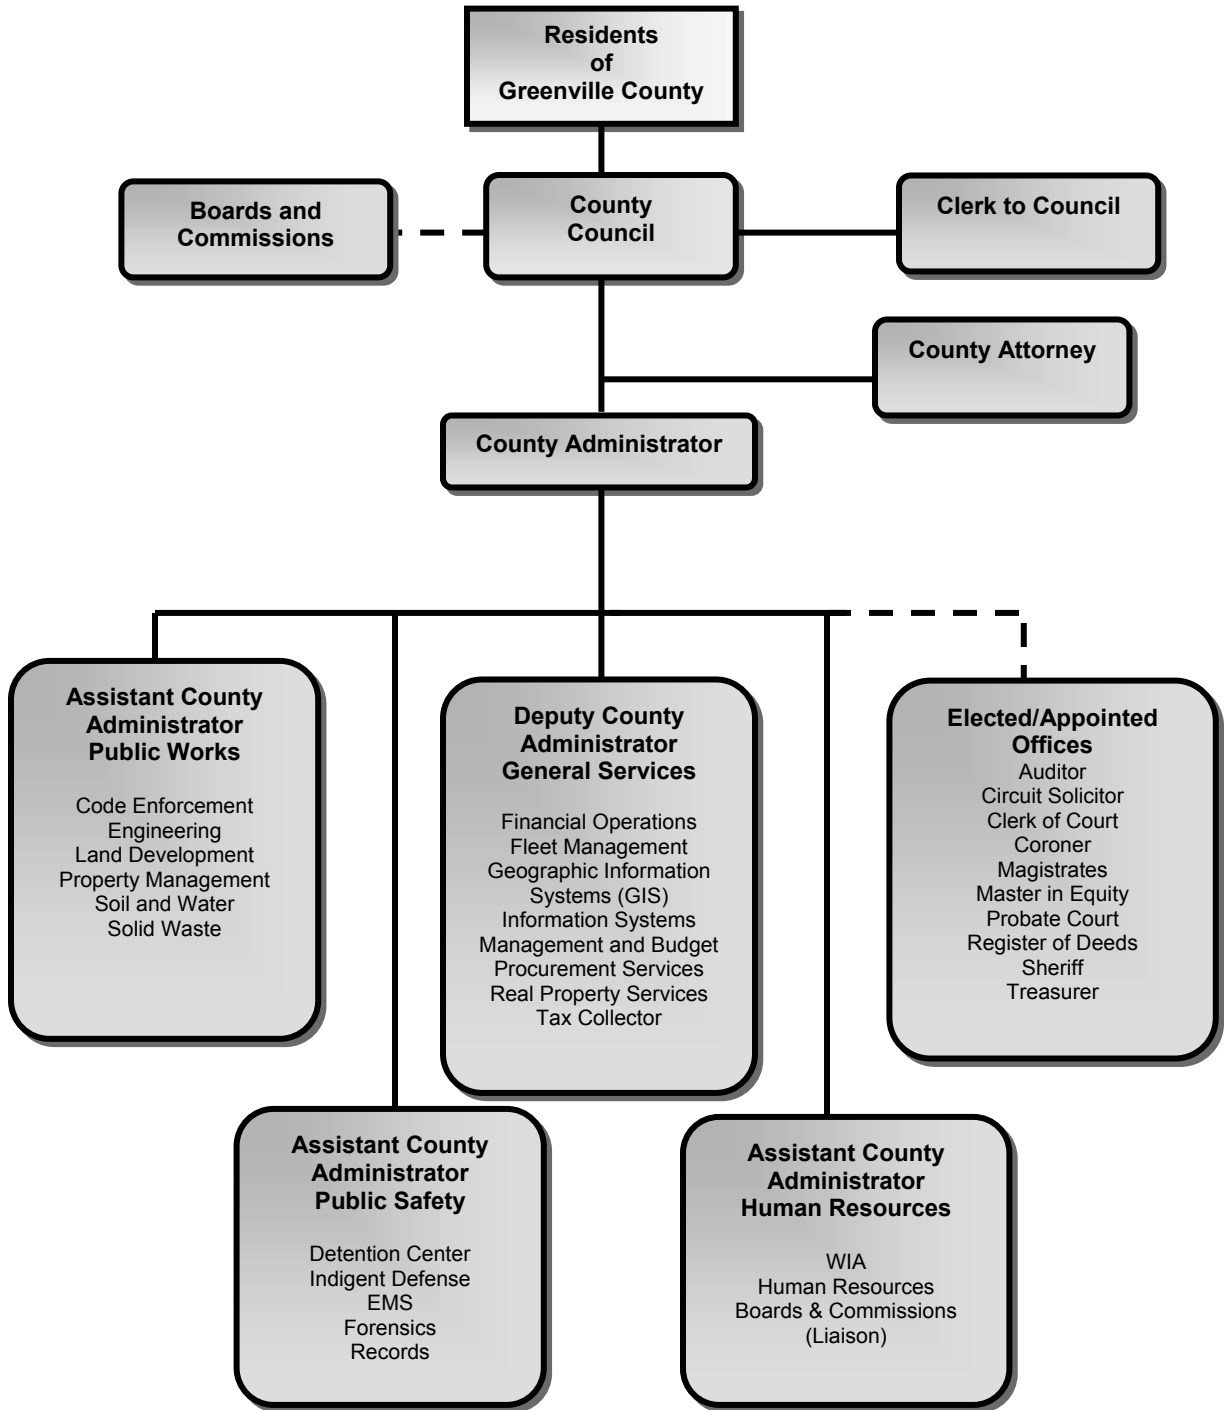 Residents
of
Greenville County
Boards and
Commissions
County
Council
Clerk to Council
County Attorney
County Administrator
Assistant County
Administrator
Public Works
Code Enforcement
Engineering
Land Development
Property Management
Soil and Water
Solid Waste
Deputy County
Administrator
General Services
Financial Operations
Fleet Management
Geographic Information
Systems (GIS)
Information Systems
Management and Budget
Procurement Services
Real Property Services
Tax Collector
Elected/Appointed
Offices
Auditor
Circuit Solicitor
Clerk of Court
Coroner
Magistrates
Master in Equity
Probate Court
Register of Deeds
Sheriff
Treasurer
Assistant County
Administrator
Public Safety
Detention Center
Indigent Defense
EMS
Forensics
Records
Assistant County
Administrator
Human Resources
WIA
Human Resources
Boards & Commissions
(Liaison)